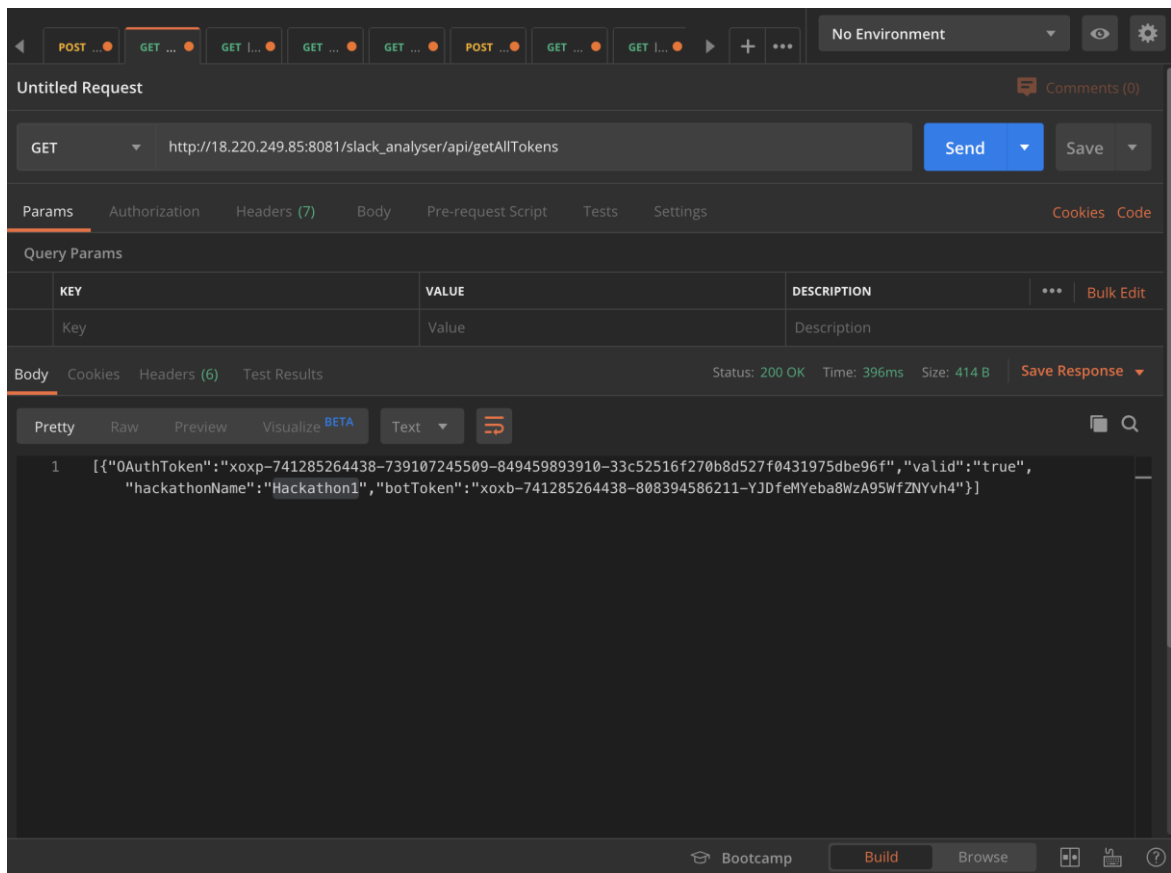 POST ...
GET ...
GET l...
GET ...
GET ...
POST ...
GET ...
GET l...
No Environment
Untitled Request
Comments (0)
GET
http://18.220.249.85:8081/slack_analyser/api/getAllTokens
Send
Save
Params Authorization Headers (7) Body Pre-request Script Tests Settings Cookies Code
Query Params
KEY VALUE DESCRIPTION ... Bulk Edit
Key Value Description
Body Cookies Headers (6) Test Results Status: 200 OK Time: 396ms Size: 414 B Save Response
Pretty Raw Preview Visualize BETA Text
1 [{"OAuthToken":"xoxp-741285264438-739107245509-849459893910-33c52516f270b8d527f0431975dbe96f","valid":"true",
"hackathonName":"Hackathon1","botToken":"xoxb-741285264438-808394586211-YJDfeMYeba8WzA95WfZNYvh4"}]
Bootcamp Build Browse ?